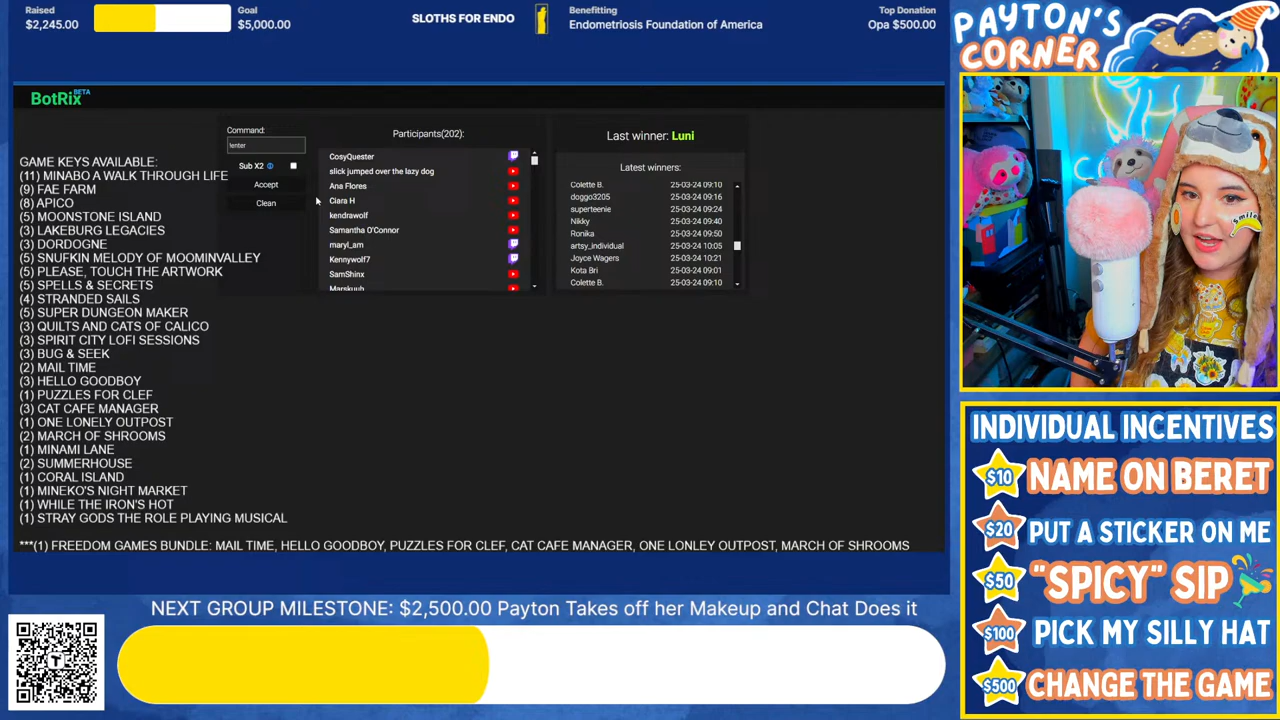 Raised
$2,245.00
Goal
$5,000.00
SLOTHS FOR ENDO
Benefitting
Endometriosis Foundation of America
Top Donation
Opa $500.00
PAYTON'S
CORNER
BotRix BETA
GAME KEYS AVAILABLE:
(11) MINABO A WALK THROUGH LIFE
(9) FAE FARM
(8) APICO
(5) MOONSTONE ISLAND
(3) LAKEBURG LEGACIES
(3) DORDOGNE
(5) SNUFKIN MELODY OF MOOMINVALLEY
(5) PLEASE, TOUCH THE ARTWORK
(5) SPELLS & SECRETS
(4) STRANDED SAILS
(5) SUPER DUNGEON MAKER
(3) QUILTS AND CATS OF CALICO
(3) SPIRIT CITY LOFI SESSIONS
(3) BUG & SEEK
(2) MAIL TIME
(3) HELLO GOODBOY
(1) PUZZLES FOR CLEF
(3) CAT CAFE MANAGER
(1) ONE LONELY OUTPOST
(2) MARCH OF SHROOMS
(1) MINAMI LANE
(2) SUMMERHOUSE
(1) CORAL ISLAND
(1) MINEKO'S NIGHT MARKET
(1) WHILE THE IRON'S HOT
(1) STRAY GODS THE ROLE PLAYING MUSICAL
***(1) FREEDOM GAMES BUNDLE: MAIL TIME, HELLO GOODBOY, PUZZLES FOR CLEF, CAT CAFE MANAGER, ONE LONLEY OUTPOST, MARCH OF SHROOMS
Command:
!enter
Sub X2
Accept
Clean
Participants(202):
CosyQuester
slick jumped over the lazy dog
Ana Flores
Ciara H
kendrawolf
Samantha O'Connor
maryl_am
Kennywolf7
SamShinx
Marskuuh
Last winner: Luni
Latest winners:
Colette B. 25-03-24 09:10
doggo3205 25-03-24 09:16
superteenie 25-03-24 09:24
Nikky 25-03-24 09:40
Ronika 25-03-24 09:50
artsy_individual 25-03-24 10:05
Joyce Wagers 25-03-24 10:21
Kota Bri 25-03-24 09:01
Colette B. 25-03-24 09:10
smile
INDIVIDUAL INCENTIVES
$10 NAME ON BERET
$20 PUT A STICKER ON ME
$50 "SPICY" SIP
$100 PICK MY SILLY HAT
$500 CHANGE THE GAME
NEXT GROUP MILESTONE: $2,500.00 Payton Takes off her Makeup and Chat Does it